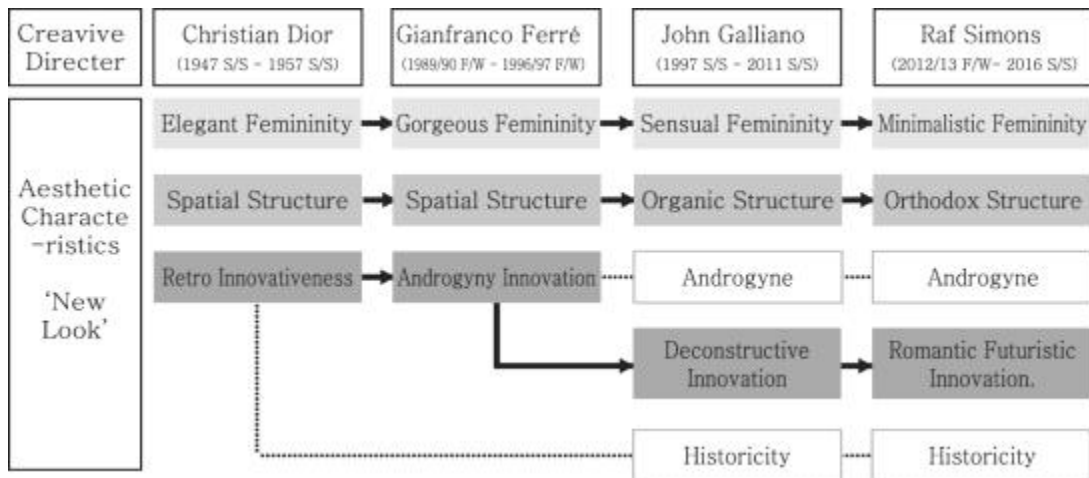 Creavive
Directer
Christian Dior
(1947 S/S - 1957 S/S)
Gianfranco Ferré
(1989/90 F/W - 1996/97 F/W)
John Galliano
(1997 S/S - 2011 S/S)
Raf Simons
(2012/13 F/W- 2016 S/S)
Aesthetic
Characte
-ristics
'New
Look'
Elegant Femininity
Gorgeous Femininity
Sensual Femininity
Minimalistic Femininity
Spatial Structure
Spatial Structure
Organic Structure
Orthodox Structure
Retro Innovativeness
Androgyny Innovation
Androgyne
Androgyne
Deconstructive
Innovation
Romantic Futuristic
Innovation.
Historicity
Historicity